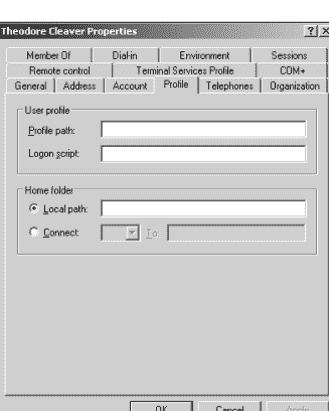 Theodore Cleaver Properties
Member Of Dial-in Environment Sessions
Remote control Terminal Services Profile COM+
General Address Account Profile Telephones Organization
User profile
Profile path:
Logon script:
Home folder
Local path:
Connect: To:
OK Cancel Apply